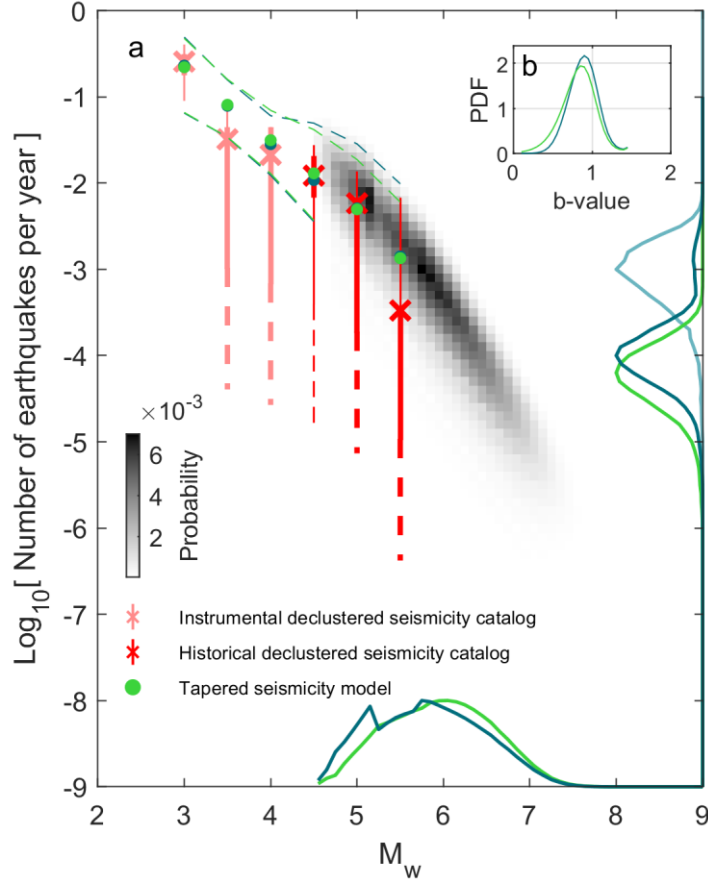 a
b
PDF
2
1
0
0
1
2
b-value
0
-1
-2
-3
-4
-5
-6
-7
-8
-9
Log10[ Number of earthquakes per year]
×10-3
6
4
2
Probability
Instrumental declustered seismicity catalog
Historical declustered seismicity catalog
Tapered seismicity model
2
3
4
5
6
7
8
9
Mw